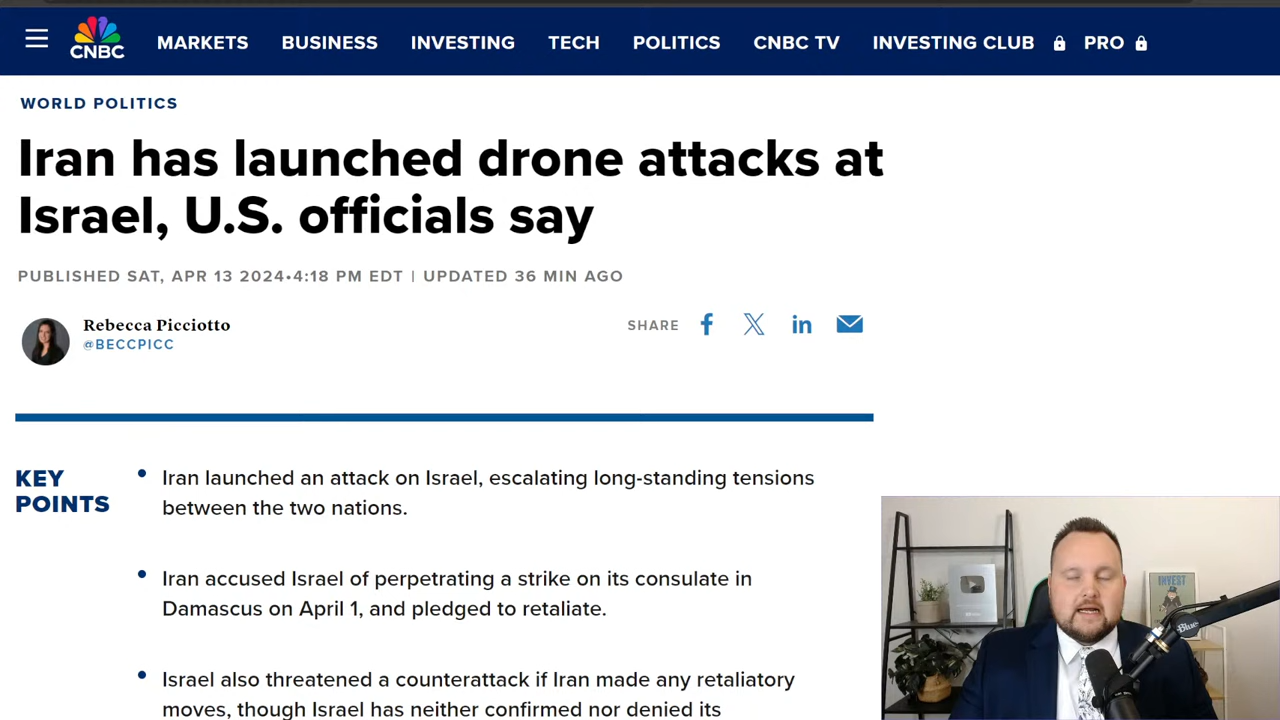 CNBC
MARKETS BUSINESS INVESTING TECH POLITICS CNBC TV INVESTING CLUB PRO
WORLD POLITICS
Iran has launched drone attacks at
Israel, U.S. officials say
PUBLISHED SAT, APR 13 2024•4:18 PM EDT | UPDATED 36 MIN AGO
Rebecca Picciotto
@BECCPICC
SHARE
KEY
POINTS
• Iran launched an attack on Israel, escalating long-standing tensions
between the two nations.
• Iran accused Israel of perpetrating a strike on its consulate in
Damascus on April 1, and pledged to retaliate.
• Israel also threatened a counterattack if Iran made any retaliatory
moves, though Israel has neither confirmed nor denied its
INVEST
Blue